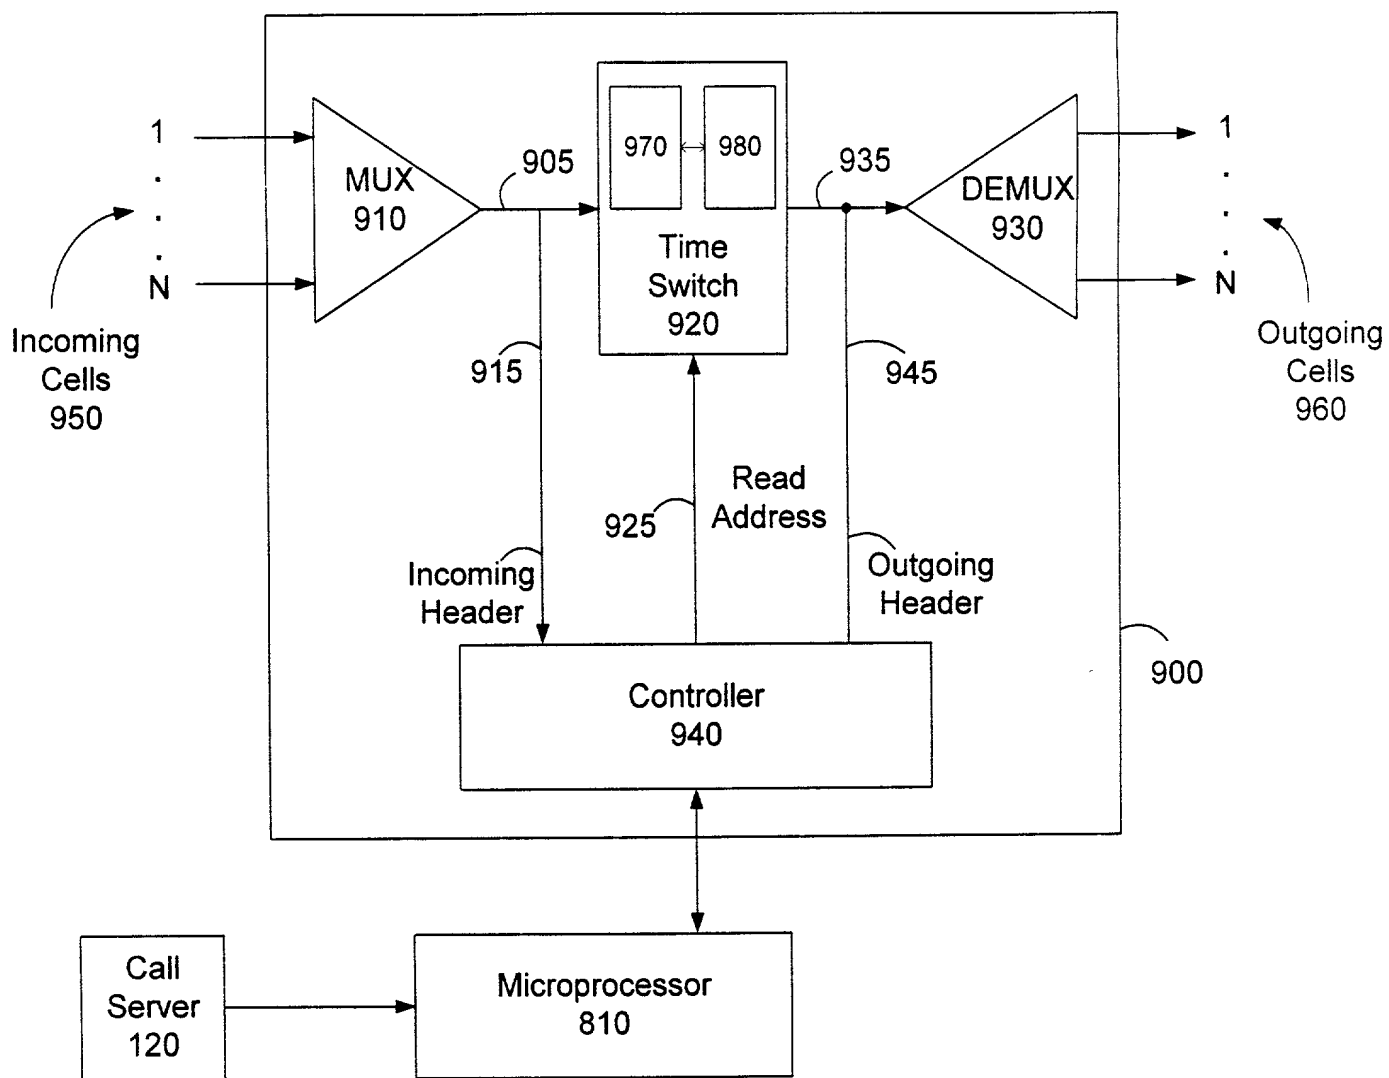 1
.
.
.
N
Incoming
Cells
950
MUX
910
905
970
980
Time
Switch
920
935
DEMUX
930
1
.
.
.
N
Outgoing
Cells
960
915
945
925
Read
Address
Incoming
Header
Outgoing
Header
900
Controller
940
Call
Server
120
Microprocessor
810